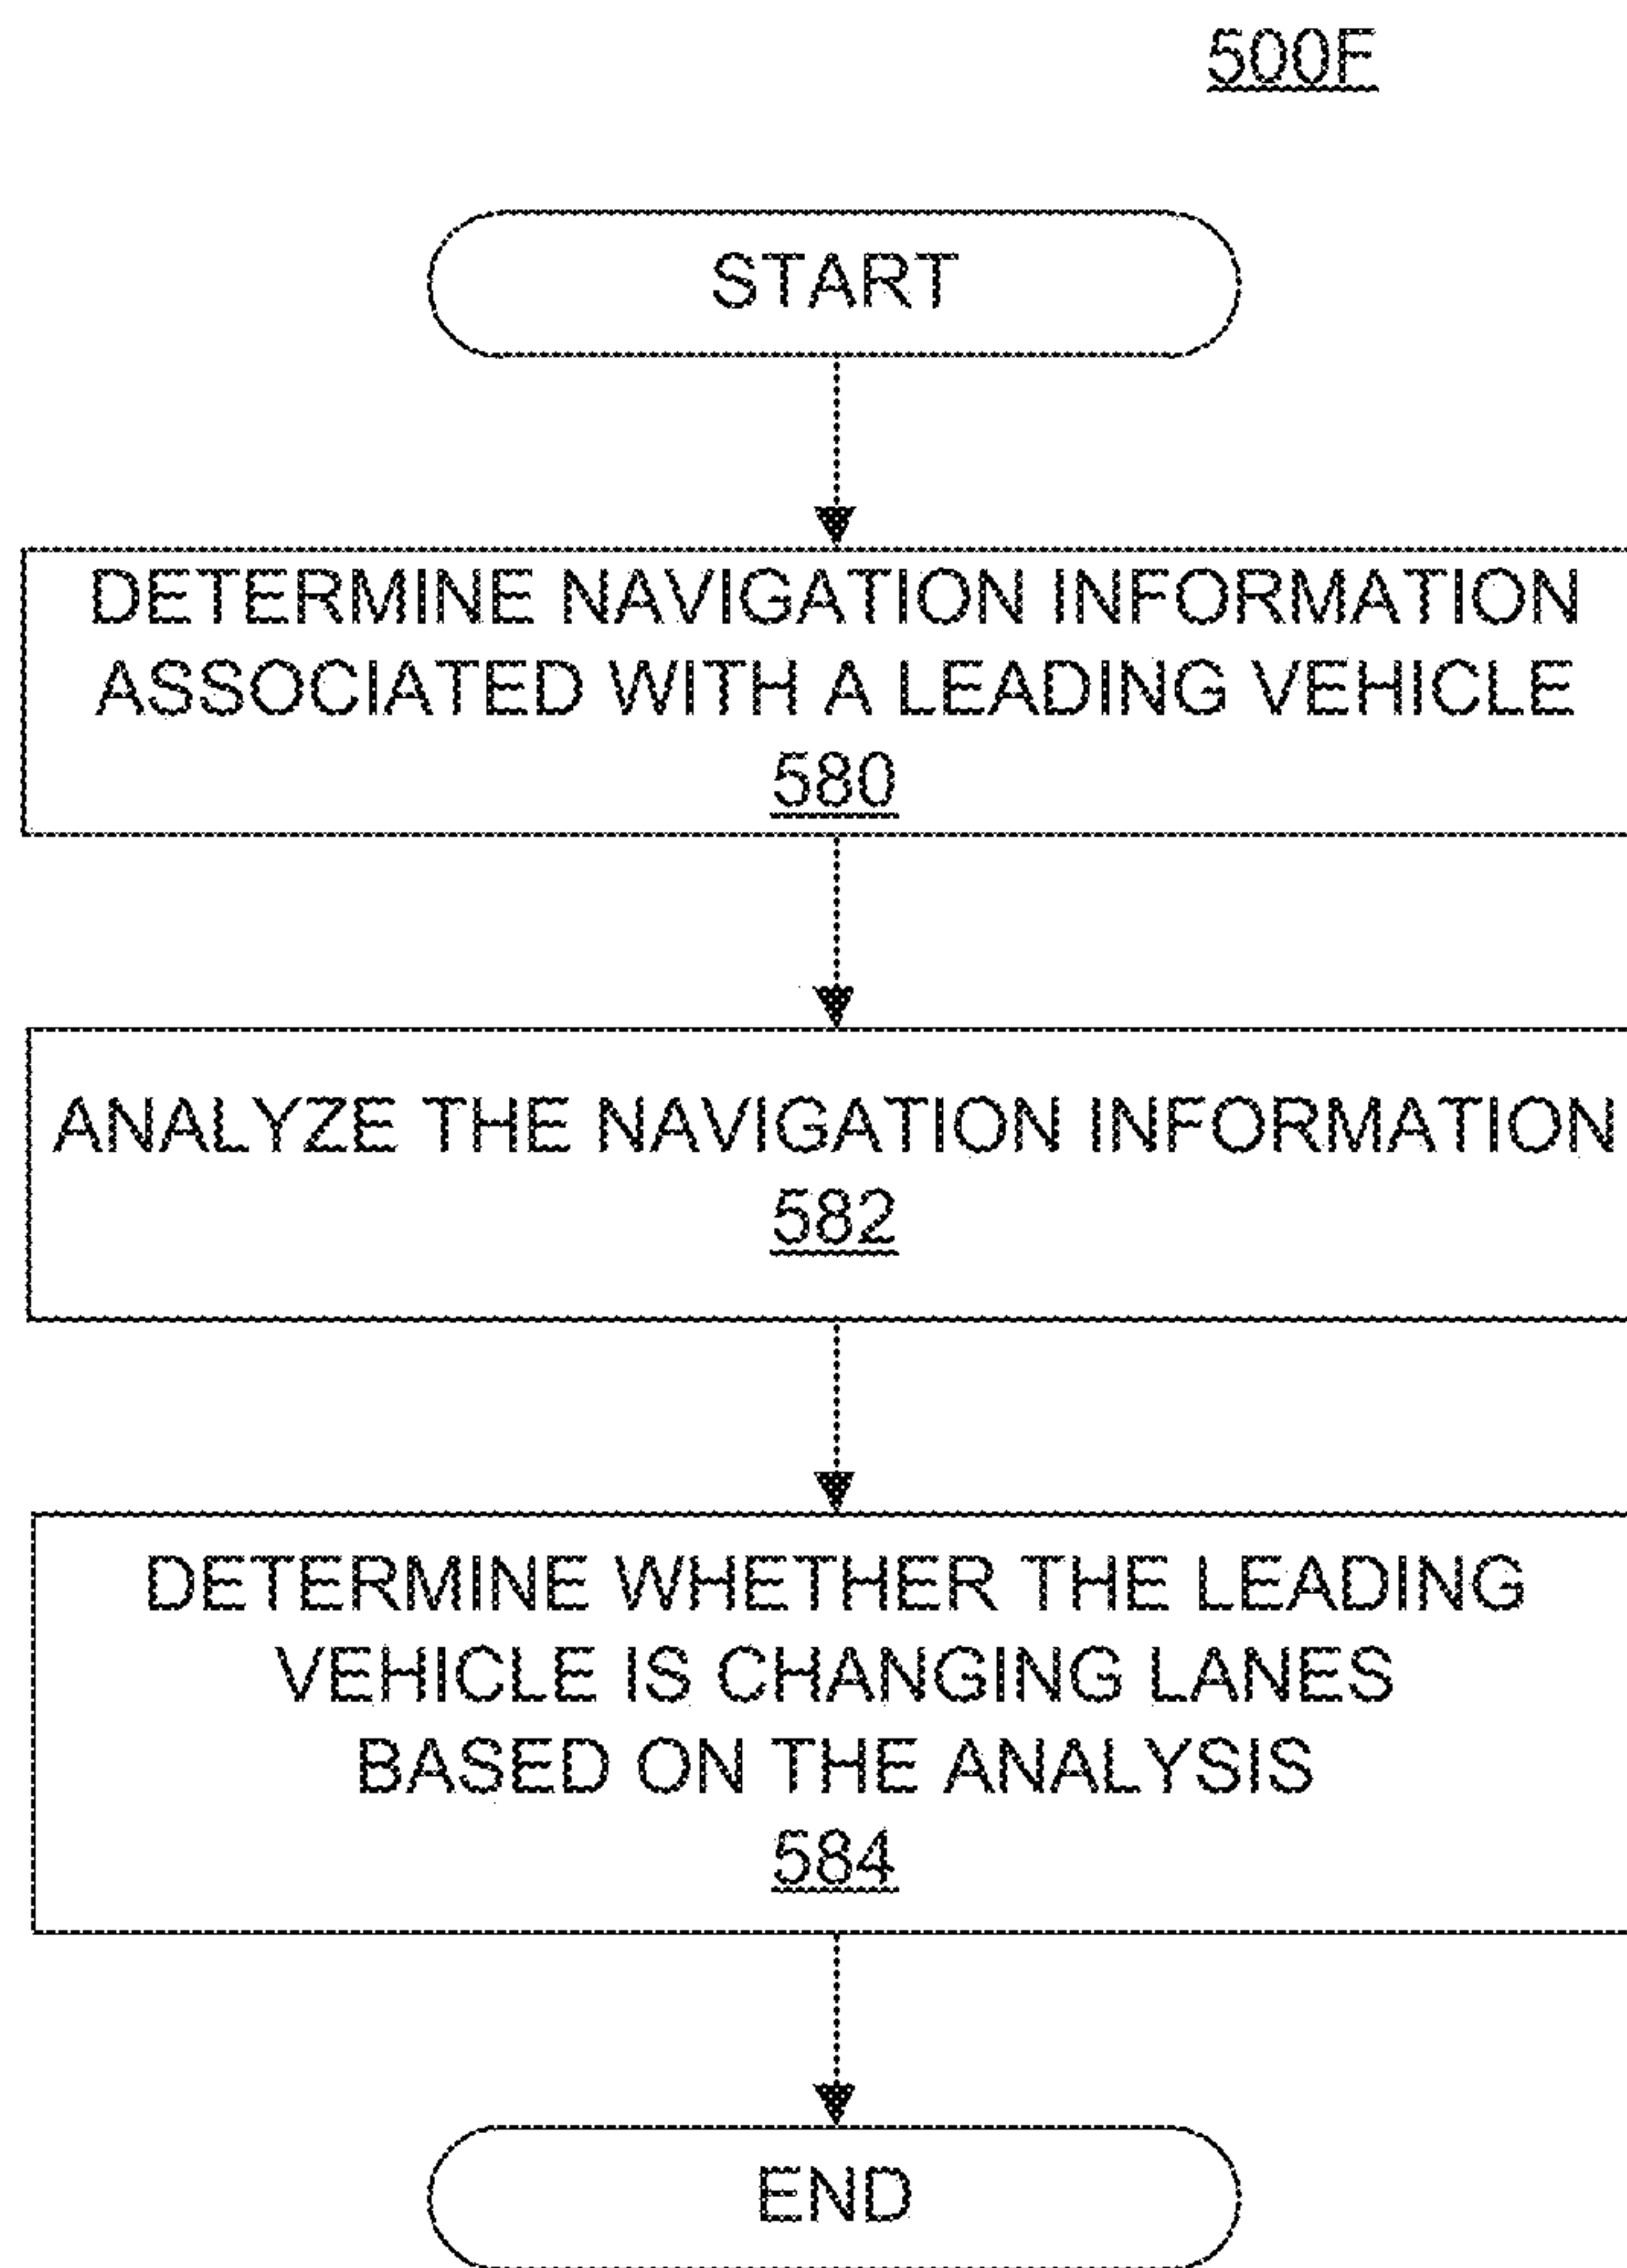 500F
START
DETERMINE NAVIGATION INFORMATION
ASSOCIATED WITH A LEADING VEHICLE
580
ANALYZE THE NAVIGATION INFORMATION
582
DETERMINE WHETHER THE LEADING
VEHICLE IS CHANGING LANES
BASED ON THE ANALYSIS
584
END